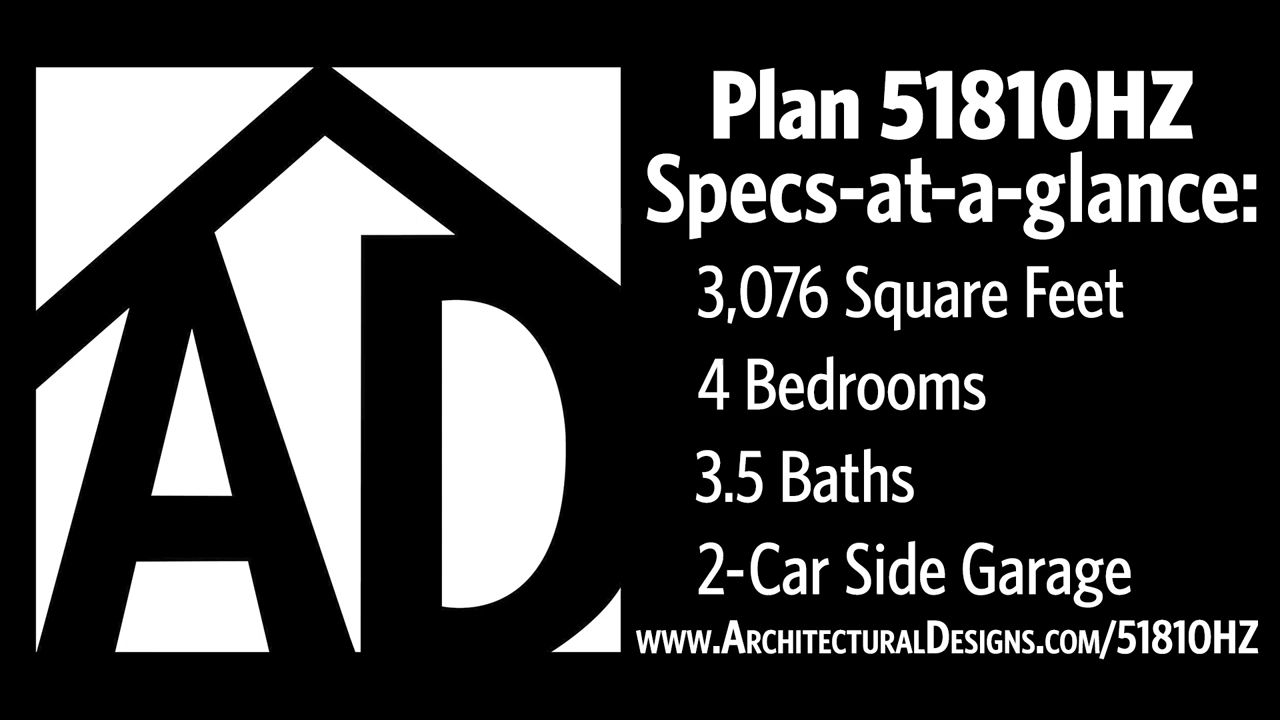 AD
Plan 51810HZ
Specs-at-a-glance:
3,076 Square Feet
4 Bedrooms
3.5 Baths
2-Car Side Garage
www.ArchitecturalDesigns.com/51810HZ